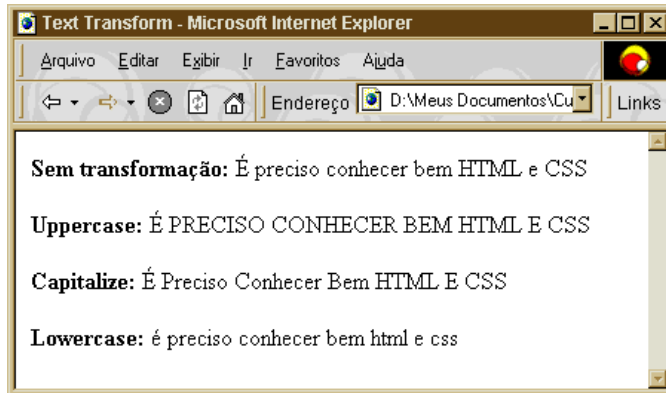 Text Transform - Microsoft Internet Explorer
Arquivo Editar Exibir Ir Favoritos Ajuda
Endereço D:\Meus Documentos\Cu Links
Sem transformação: É preciso conhecer bem HTML e CSS
Uppercase: É PRECISO CONHECER BEM HTML E CSS
Capitalize: É Preciso Conhecer Bem HTML E CSS
Lowercase: é preciso conhecer bem html e css